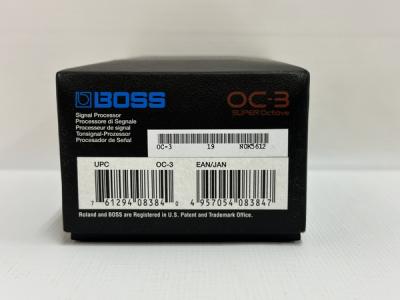 BOSS
OC-3
SUPER Octave
Signal Processor
Processore di Segnale
Processeur de signal
Tonsignal-Prozessor
Procesador de Señal
OC-3 19 N0K5612
UPC OC-3 EAN/JAN
7 61294 08384 0 4 957054 083847
Roland and BOSS are Registered in U.S. Patent and Trademark Office.